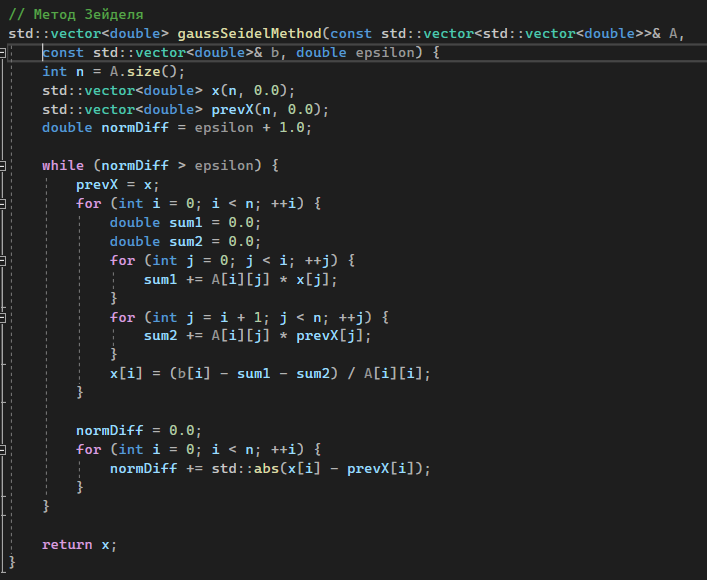 // Метод Зейделя
std::vector<double> gaussSeidelMethod(const std::vector<std::vector<double>>& A,
    const std::vector<double>& b, double epsilon) {
    int n = A.size();
    std::vector<double> x(n, 0.0);
    std::vector<double> prevX(n, 0.0);
    double normDiff = epsilon + 1.0;

    while (normDiff > epsilon) {
        prevX = x;
        for (int i = 0; i < n; ++i) {
            double sum1 = 0.0;
            double sum2 = 0.0;
            for (int j = 0; j < i; ++j) {
                sum1 += A[i][j] * x[j];
            }
            for (int j = i + 1; j < n; ++j) {
                sum2 += A[i][j] * prevX[j];
            }
            x[i] = (b[i] - sum1 - sum2) / A[i][i];
        }

        normDiff = 0.0;
        for (int i = 0; i < n; ++i) {
            normDiff += std::abs(x[i] - prevX[i]);
        }
    }

    return x;
}